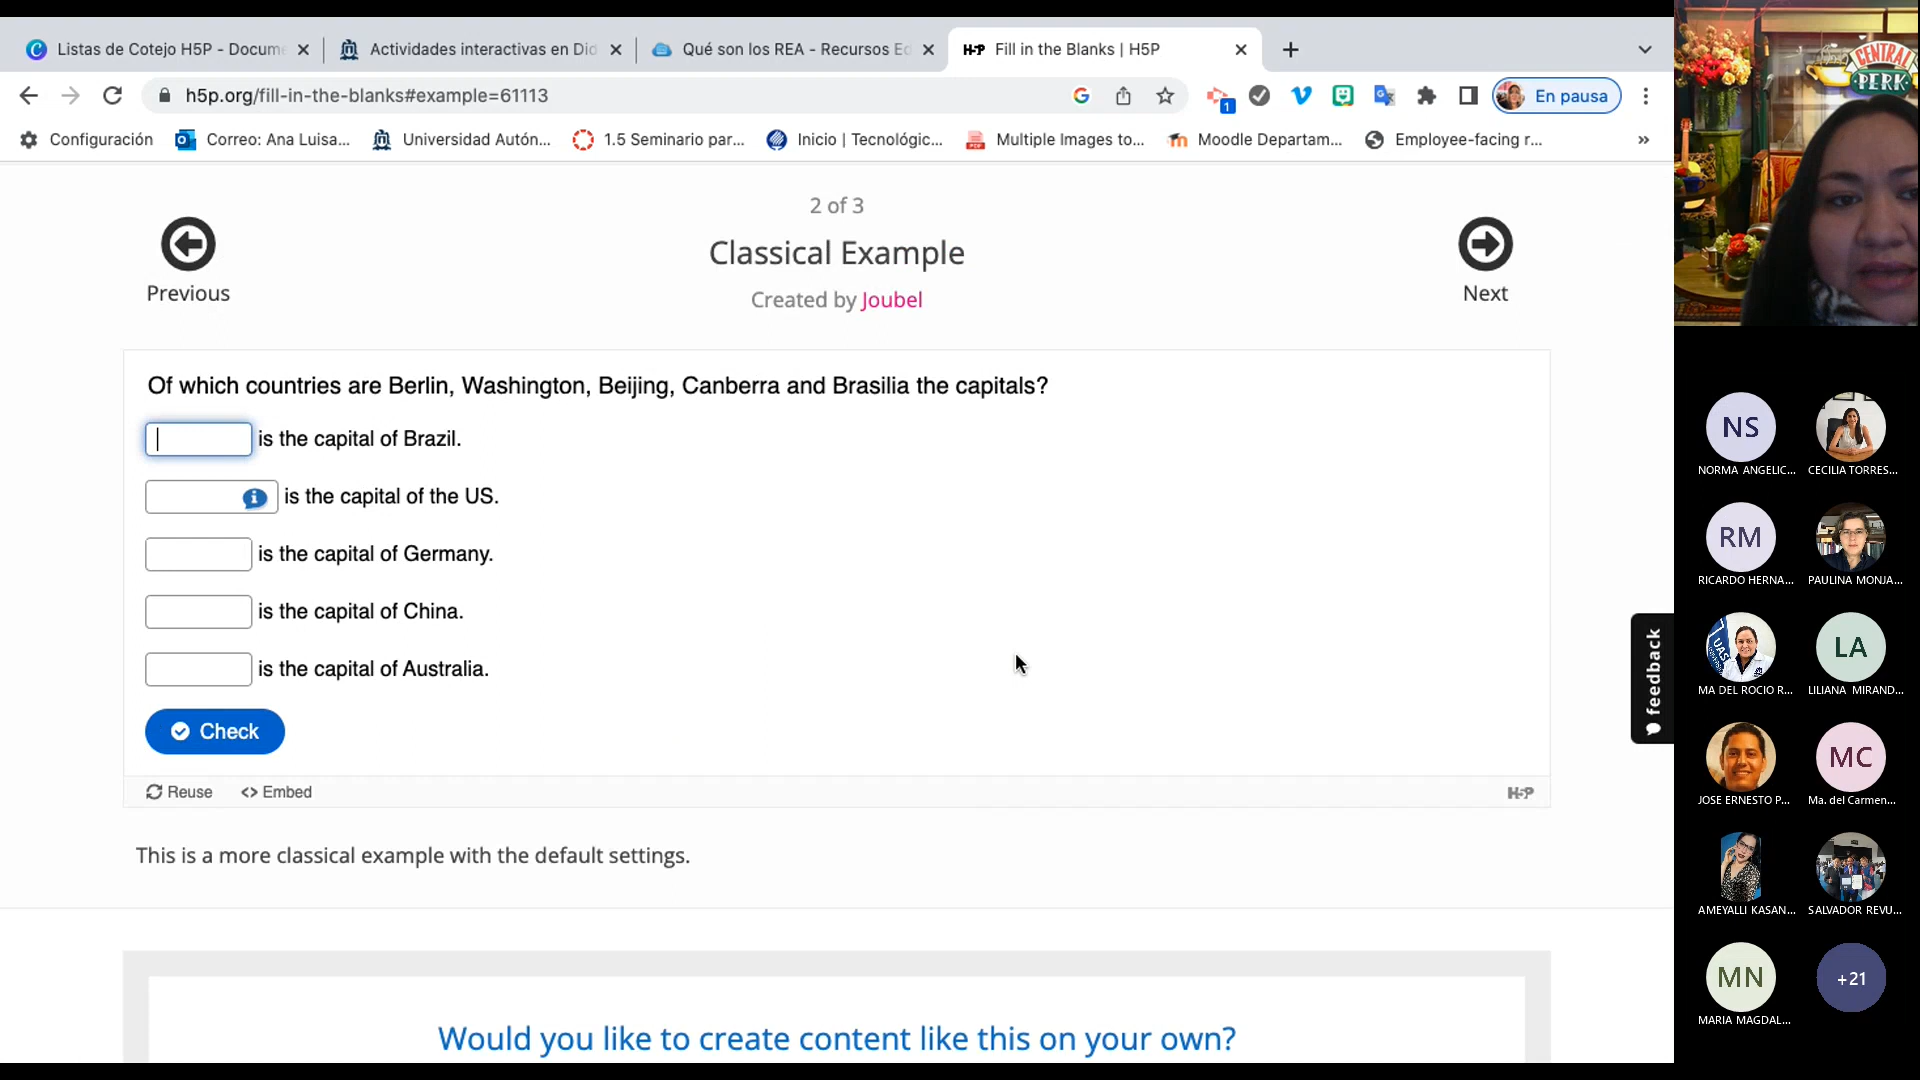 Listas de Cotejo H5P - Docume
Actividades interactivas en Did
Qué son los REA - Recursos Ed
H5P Fill in the Blanks | H5P
h5p.org/fill-in-the-blanks#example=61113
1
En pausa
Configuración
Correo: Ana Luisa...
Universidad Autón...
1.5 Seminario par...
Inicio | Tecnológic...
Multiple Images to...
Moodle Departam...
Employee-facing r...
»
CENTRAL
PERK
2 of 3
Classical Example
Created by Joubel
Previous
Next
Of which countries are Berlin, Washington, Beijing, Canberra and Brasilia the capitals?
is the capital of Brazil.
is the capital of the US.
is the capital of Germany.
is the capital of China.
is the capital of Australia.
Check
Reuse
<> Embed
H5P
This is a more classical example with the default settings.
Would you like to create content like this on your own?
feedback
NS
NORMA ANGELIC...
CECILIA TORRES...
RM
RICARDO HERNA...
PAULINA MONJA...
UAS
MA DEL ROCIO R...
LA
LILIANA MIRAND...
JOSE ERNESTO P...
MC
Ma. del Carmen...
AMEYALLI KASAN...
SALVADOR REVU...
MN
MARIA MAGDAL...
+21